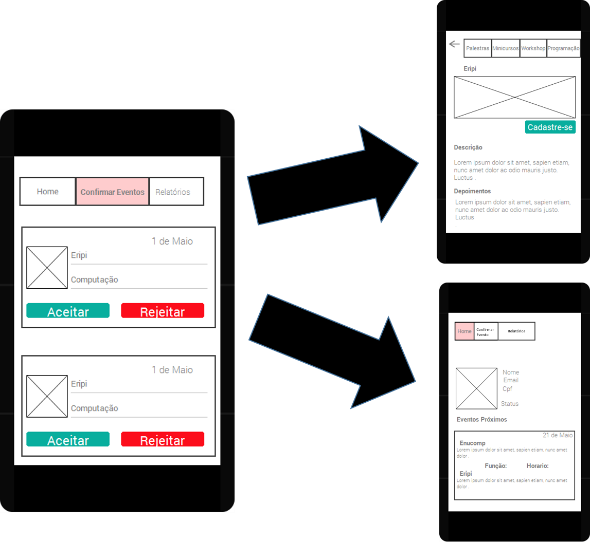 Home Confirmar Eventos Relatórios
1 de Maio
Eripi
Computação
Aceitar Rejeitar
1 de Maio
Eripi
Computação
Aceitar Rejeitar
Palestras Minicursos Workshop Programação
Eripi
Cadastre-se
Descrição
Lorem ipsum dolor sit amet, sapien etiam,
nunc amet dolor ac odio mauris justo.
Luctus
Depoimentos
Lorem ipsum dolor sit amet, sapien etiam,
nunc amet dolor ac odio mauris justo.
Luctus
Home Confirmar Evento Relatórios
Nome
Email
Cpf
Status
Eventos Próximos
21 de Maio
Enucomp
Lorem ipsum dolor sit amet, sapien etiam, nunc amet
dolor
Função: Horario:
Eripi
Lorem ipsum dolor sit amet, sapien etiam, nunc amet
dolor